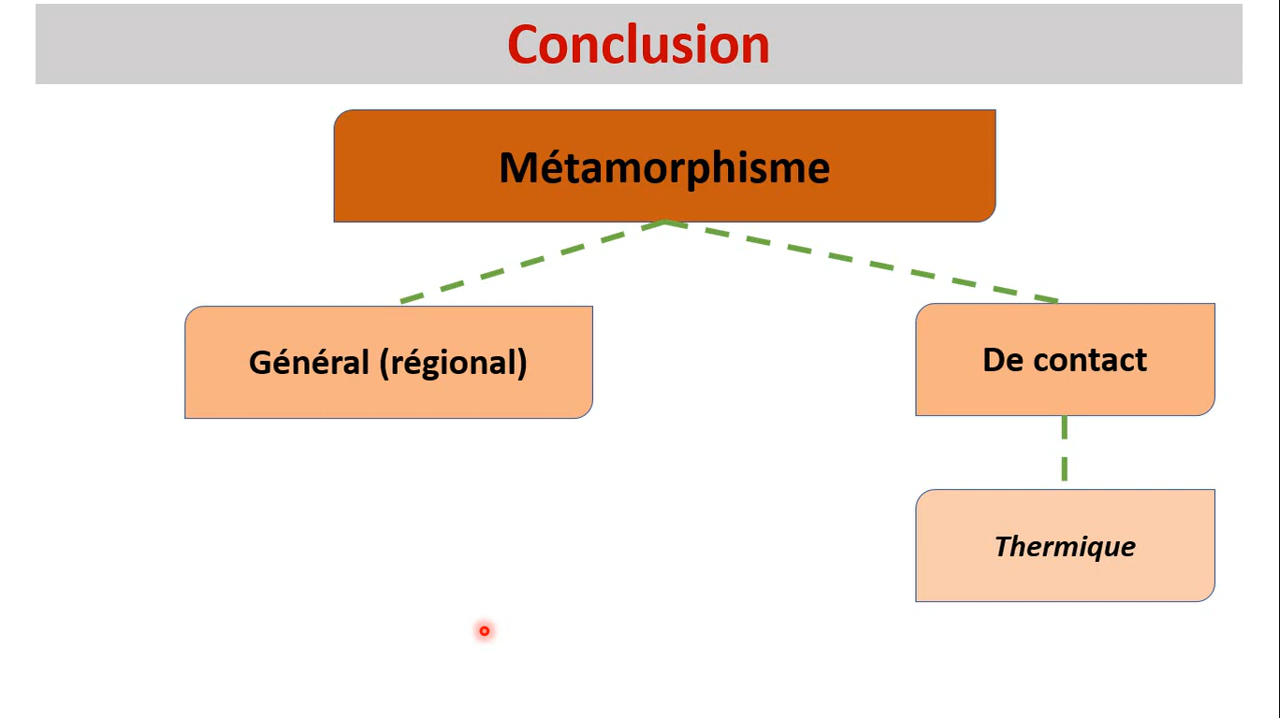 Conclusion
Métamorphisme
Général (régional)
De contact
Thermique